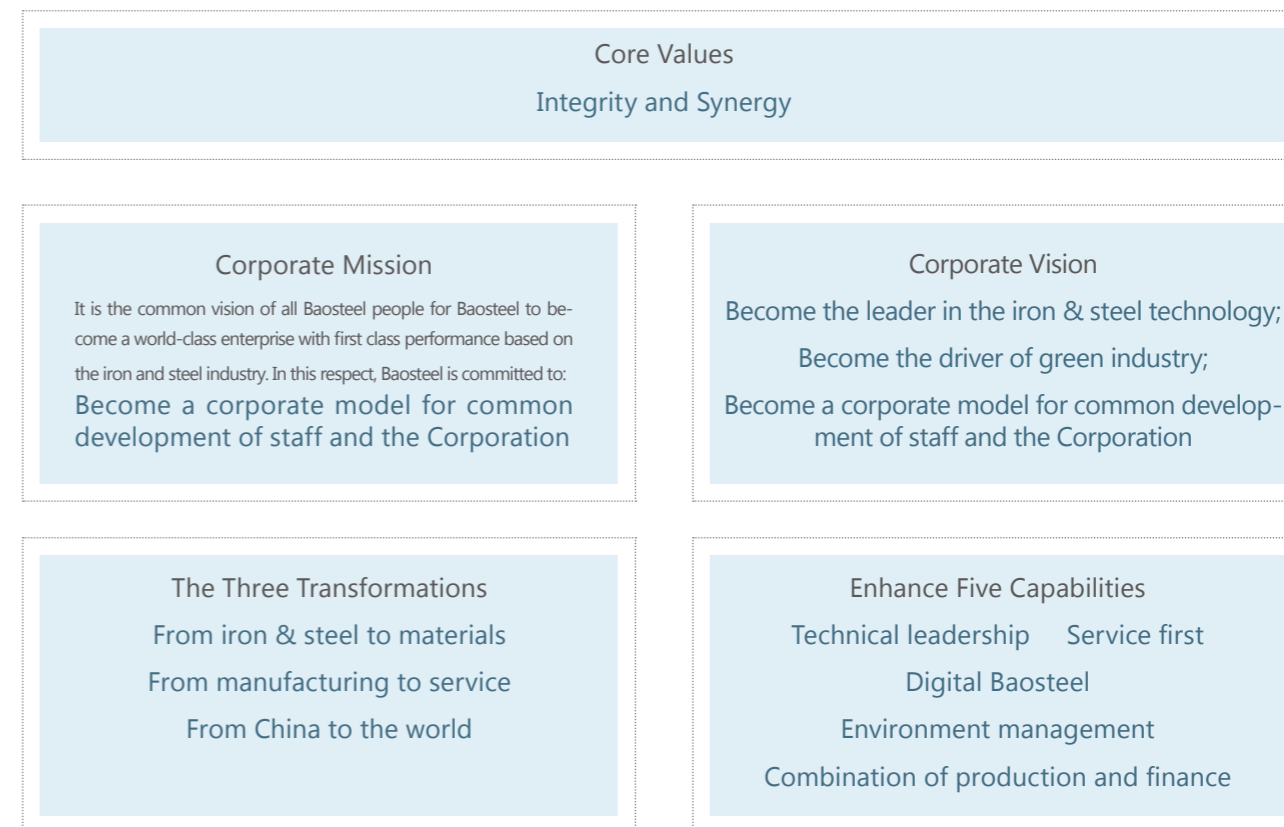 Core Values
Integrity and Synergy
Corporate Mission
It is the common vision of all Baosteel people for Baosteel to be-
come a world-class enterprise with first class performance based on
the iron and steel industry. In this respect, Baosteel is committed to:
Become a corporate model for common
development of staff and the Corporation
Corporate Vision
Become the leader in the iron & steel technology;
Become the driver of green industry;
Become a corporate model for common develop-
ment of staff and the Corporation
The Three Transformations
From iron & steel to materials
From manufacturing to service
From China to the world
Enhance Five Capabilities
Technical leadership Service first
Digital Baosteel
Environment management
Combination of production and finance